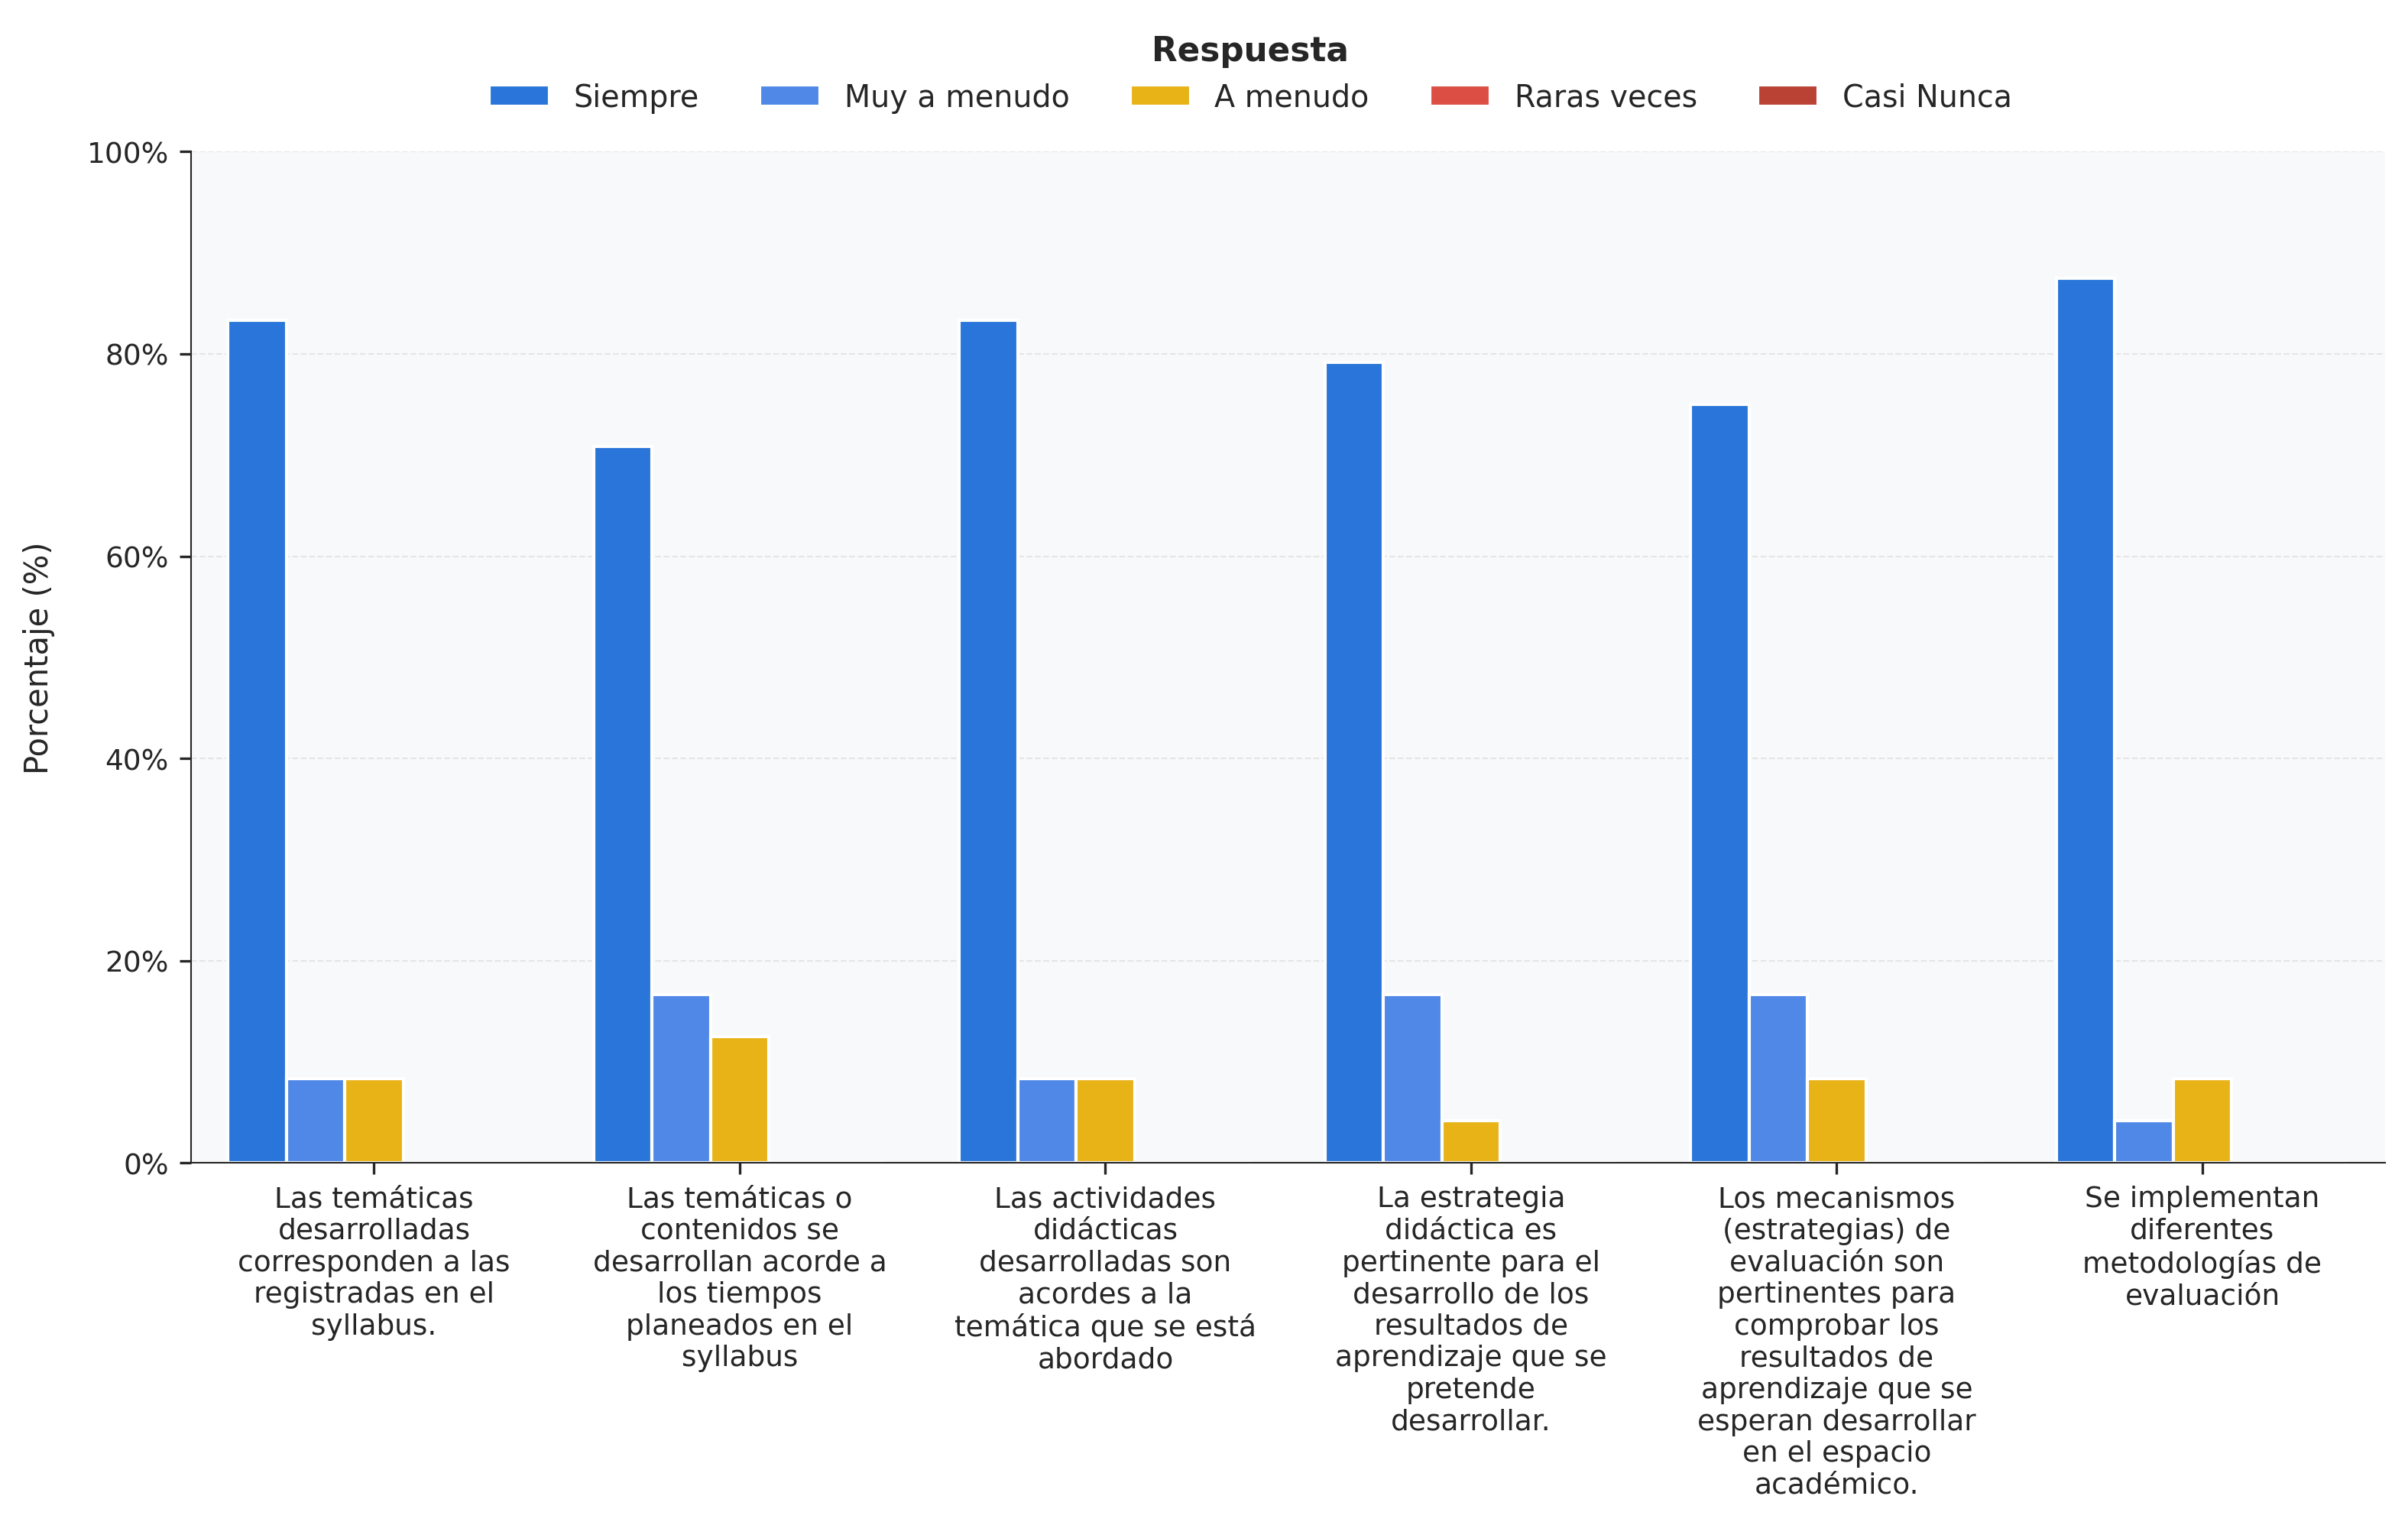 Respuesta
Siempre
Muy a menudo
A menudo
Raras veces
Casi Nunca
Porcentaje (%)
100%
80%
60%
40%
20%
0%
Las temáticas
desarrolladas
corresponden a las
registradas en el
syllabus.
Las temáticas o
contenidos se
desarrollan acorde a
los tiempos
planeados en el
syllabus
Las actividades
didácticas
desarrolladas son
acordes a la
temática que se está
abordado
La estrategia
didáctica es
pertinente para el
desarrollo de los
resultados de
aprendizaje que se
pretende
desarrollar.
Los mecanismos
(estrategias) de
evaluación son
pertinentes para
comprobar los
resultados de
aprendizaje que se
esperan desarrollar
en el espacio
académico.
Se implementan
diferentes
metodologías de
evaluación